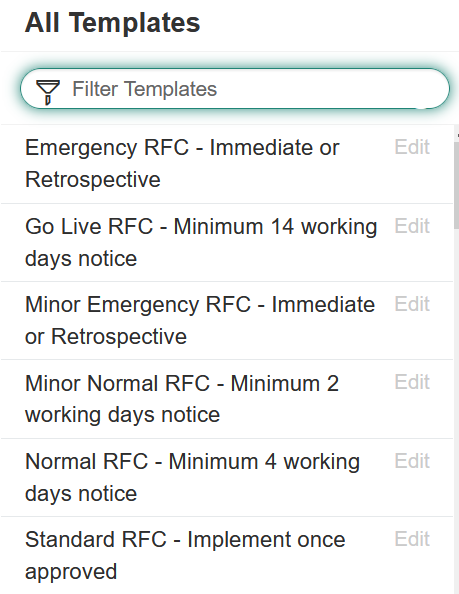 All Templates
Filter Templates
Emergency RFC - Immediate or
Retrospective
Edit
Go Live RFC - Minimum 14 working
days notice
Edit
Minor Emergency RFC - Immediate
or Retrospective
Edit
Minor Normal RFC - Minimum 2
working days notice
Edit
Normal RFC - Minimum 4 working
days notice
Edit
Standard RFC - Implement once
approved
Edit